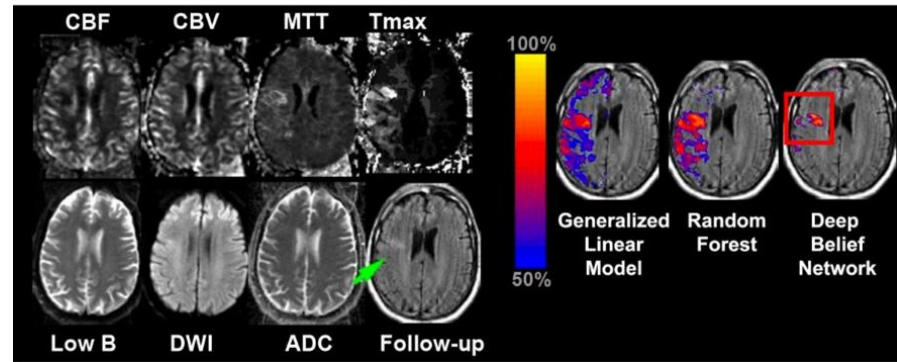 CBF CBV MTT Tmax
Low B DWI ADC Follow-up
100%
50%
Generalized
Linear
Model
Random
Forest
Deep
Belief
Network